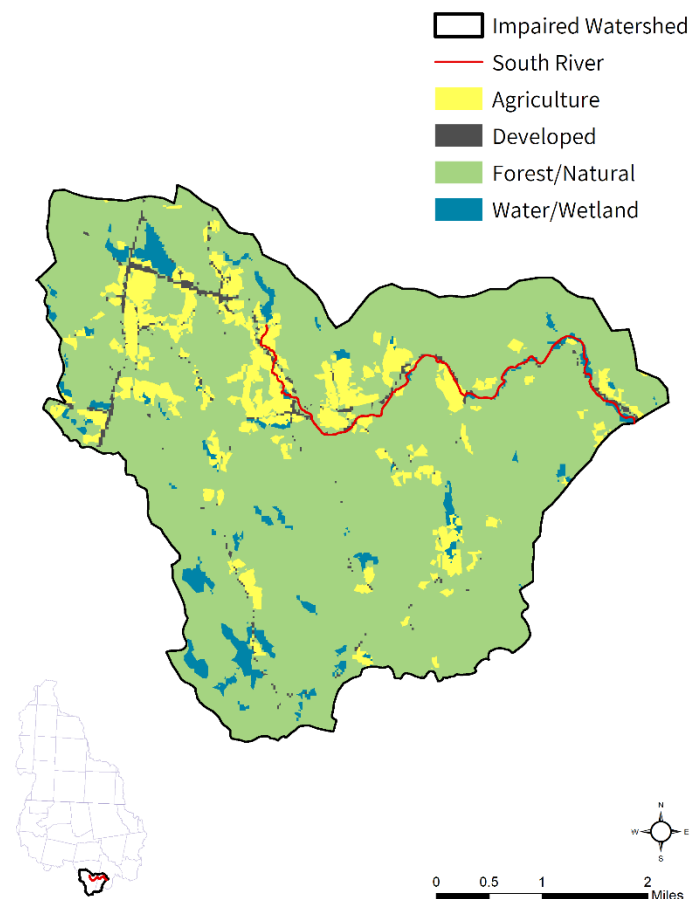 Impaired Watershed
South River
Agriculture
Developed
Forest/Natural
Water/Wetland
N
W E
S
0 0.5 1 2
Miles